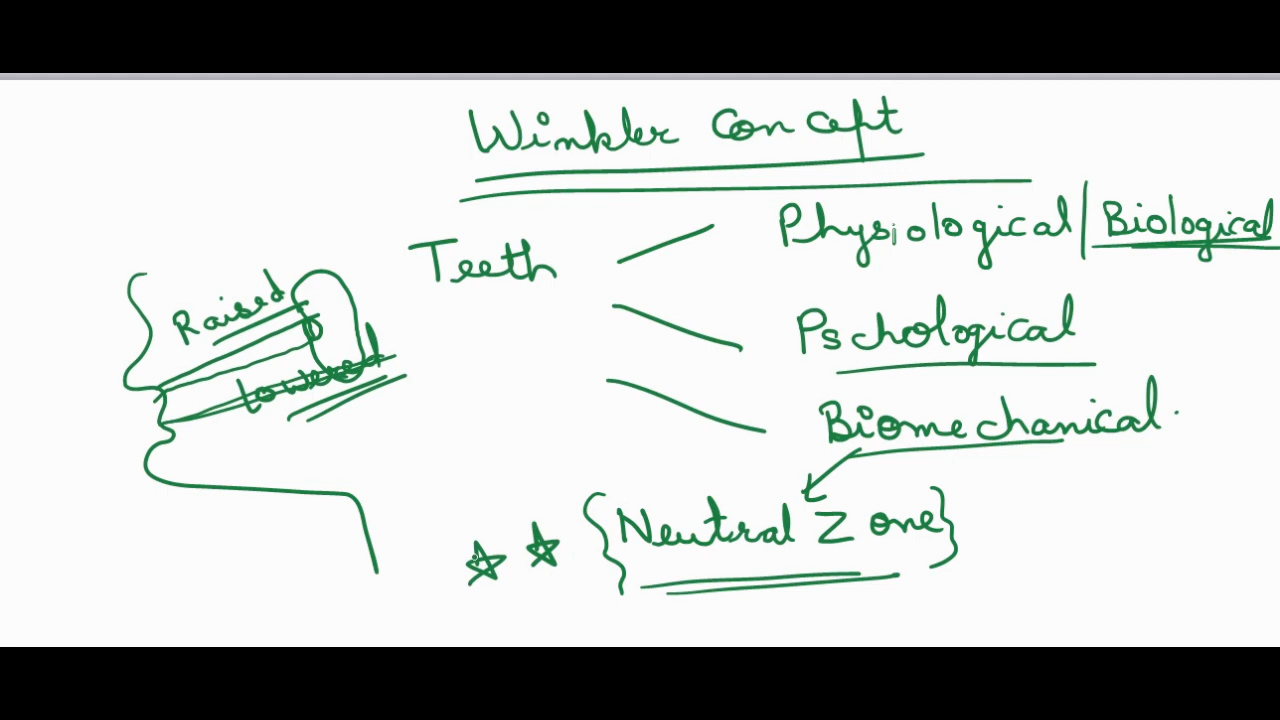 Winkler Concept
Teeth
Physiological | Biological
Pschological
Biomechanical
{Neutral Zone}
Raised
lowered